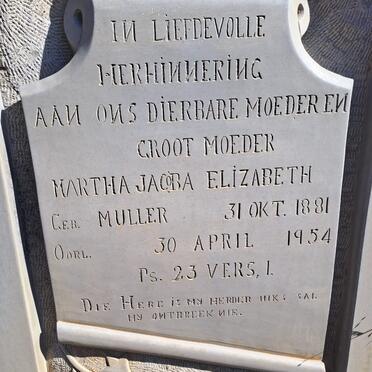 IN LIEFDEVOLLE
HERHINNERING
AAN ONS DIERBARE MOEDER EN
GROOT MOEDER
MARTHA JACOBA ELIZABETH
GEB. MULLER 31 OKT. 1881
OORL. 30 APRIL 1954
PS. 23 VERS, 1.
DIE HERE IS MY HERDER NIKS SAL
MY ONTBREEK NIE.